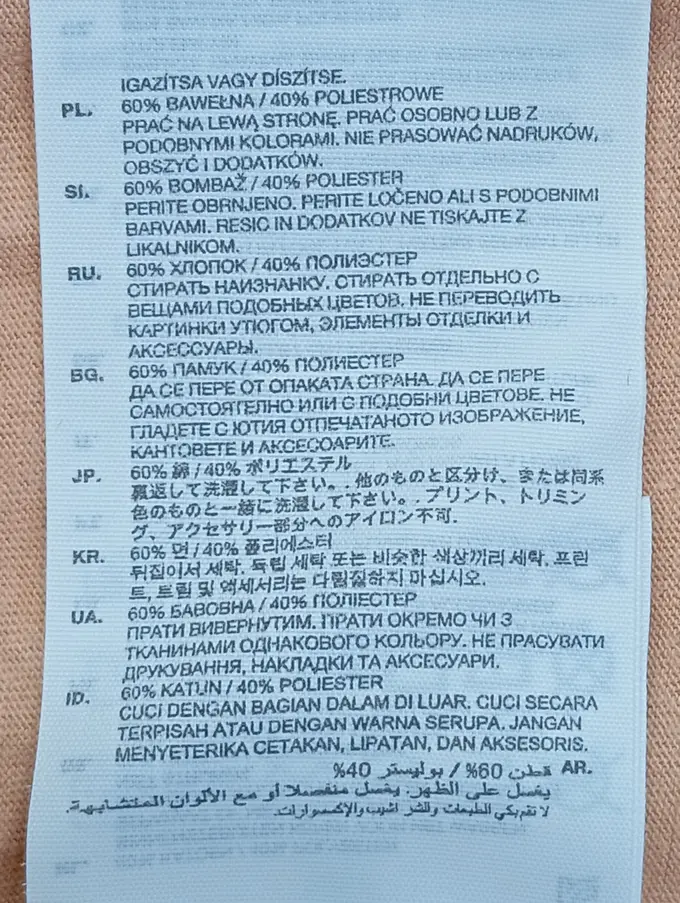 IGAZÍTSA VAGY DÍSZÍTSE.
PL. 60% BAWEŁNA / 40% POLIESTROWE
PRAĆ NA LEWĄ STRONĘ. PRAĆ OSOBNO LUB Z
PODOBNYMI KOLORAMI. NIE PRASOWAĆ NADRUKÓW,
OBSZYĆ I DODATKÓW.
SI. 60% BOMBAŽ / 40% POLIESTER
PERITE OBRNJENO. PERITE LOČENO ALI S PODOBNIMI
BARVAMI. RESIC IN DODATKOV NE TISKAJTE Z
LIKALNIKOM.
RU. 60% ХЛОПОК / 40% ПОЛИЭСТЕР
СТИРАТЬ НАИЗНАНКУ. СТИРАТЬ ОТДЕЛЬНО С
ВЕЩАМИ ПОДОБНЫХ ЦВЕТОВ. НЕ ПЕРЕВОДИТЬ
КАРТИНКИ УТЮГОМ, ЭЛЕМЕНТЫ ОТДЕЛКИ И
АКСЕССУАРЫ.
BG. 60% ПАМУК / 40% ПОЛИЕСТЕР
ДА СЕ ПЕРЕ ОТ ОПАКАТА СТРАНА. ДА СЕ ПЕРЕ
САМОСТОЯТЕЛНО ИЛИ С ПОДОБНИ ЦВЕТОВЕ. НЕ
ГЛАДЕТЕ С ЮТИЯ ОТПЕЧАТАНОТО ИЗОБРАЖЕНИЕ,
КАНТОВЕТЕ И АКСЕСОАРИТЕ.
JP. 60% 綿 / 40% ポリエステル
裏返して洗濯して下さい。. 他のものと区分け、または同系
色のものと一緒に洗濯して下さい。. プリント、トリミン
グ、アクセサリー部分へのアイロン不可.
KR. 60% 면 / 40% 폴리에스터
뒤집어서 세탁. 독립 세탁 또는 비슷한 색상끼리 세탁. 프린
트, 트림 및 액세서리는 다림질하지 마십시오.
UA. 60% БАВОВНА / 40% ПОЛІЕСТЕР
ПРАТИ ВИВЕРНУТИМ. ПРАТИ ОКРЕМО ЧИ З
ТКАНИНАМИ ОДНАКОВОГО КОЛЬОРУ. НЕ ПРАСУВАТИ
ДРУКУВАННЯ, НАКЛАДКИ ТА АКСЕСУАРИ.
ID. 60% KATUN / 40% POLIESTER
CUCI DENGAN BAGIAN DALAM DI LUAR. CUCI SECARA
TERPISAH ATAU DENGAN WARNA SERUPA. JANGAN
MENYETERIKA CETAKAN, LIPATAN, DAN AKSESORIS.
AR. قطن 60% / بوليستر 40%
يغسل على الظهر. يغسل منفصلا أو مع الألوان المتشابهة.
لا تقم بكي الطبعات والشراشيب والإكسسوارات.